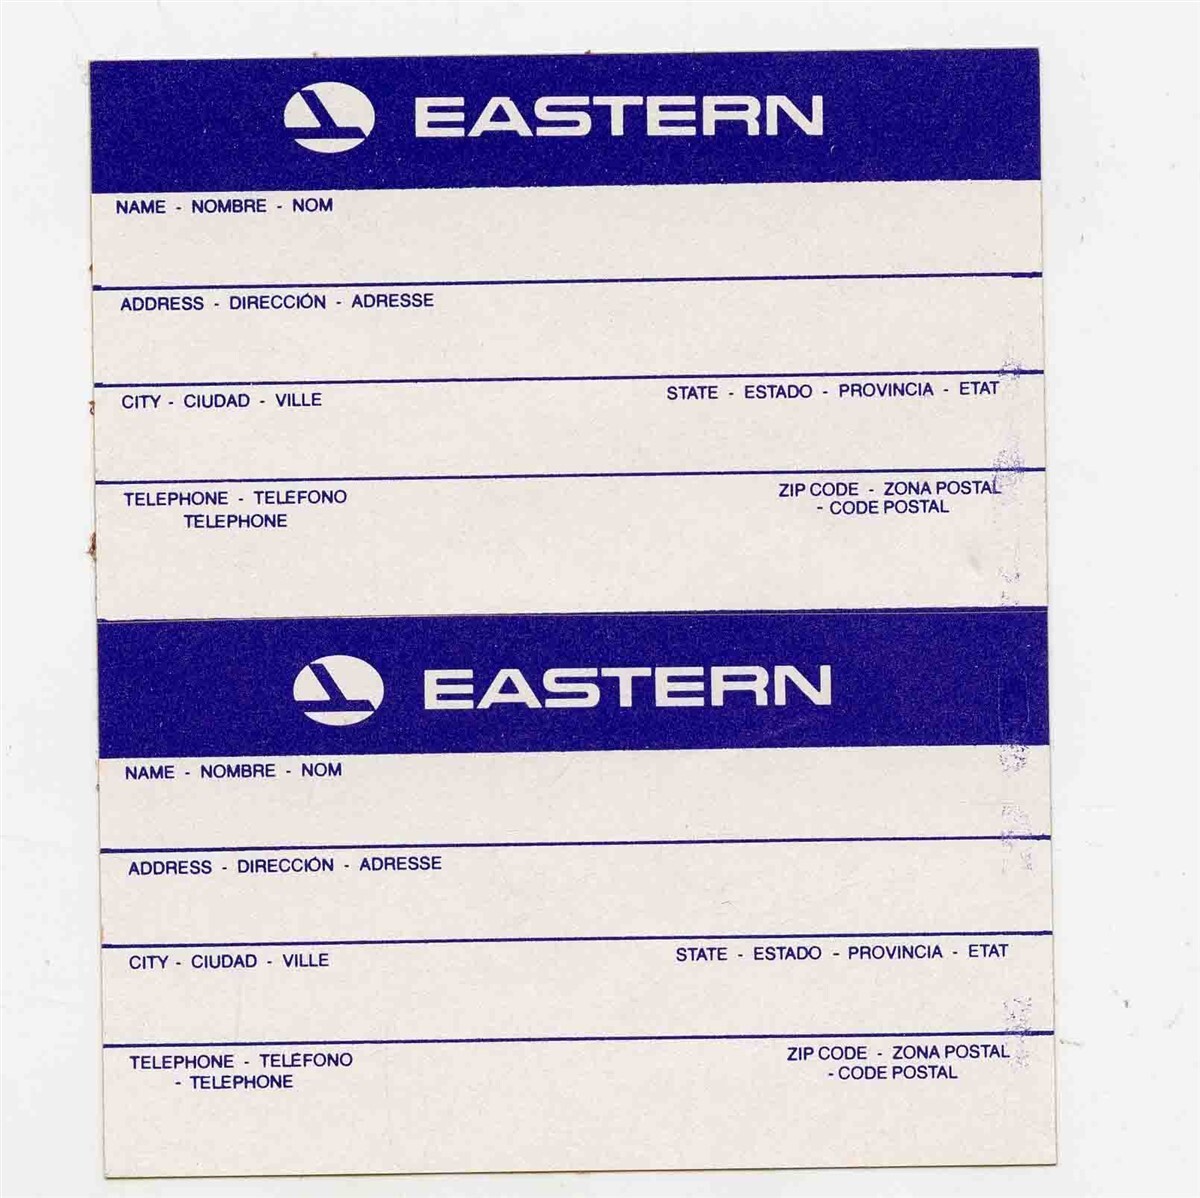 EASTERN
NAME - NOMBRE - NOM
ADDRESS - DIRECCIÓN - ADRESSE
CITY - CIUDAD - VILLE
STATE - ESTADO - PROVINCIA - ETAT
TELEPHONE - TELÉFONO
TELEPHONE
ZIP CODE - ZONA POSTAL
- CODE POSTAL
EASTERN
NAME - NOMBRE - NOM
ADDRESS - DIRECCIÓN - ADRESSE
CITY - CIUDAD - VILLE
STATE - ESTADO - PROVINCIA - ETAT
TELEPHONE - TELÉFONO
- TELEPHONE
ZIP CODE - ZONA POSTAL
- CODE POSTAL